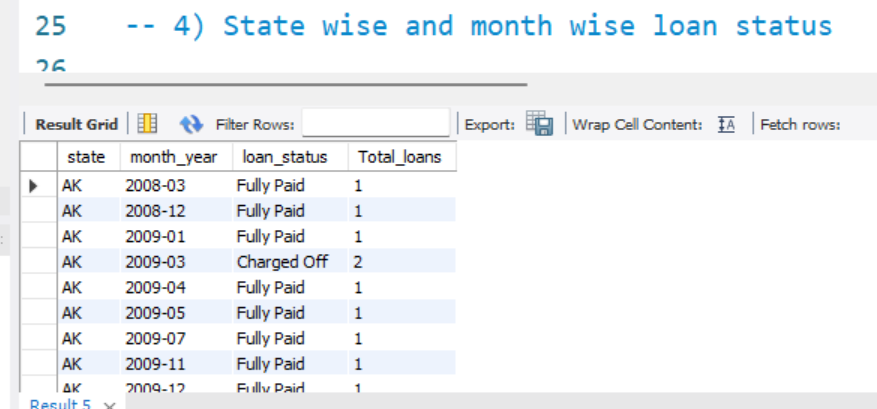 25 -- 4) State wise and month wise loan status
26
Result Grid Filter Rows: Export: Wrap Cell Content: Fetch rows:
state month_year loan_status Total_loans
AK 2008-03 Fully Paid 1
AK 2008-12 Fully Paid 1
AK 2009-01 Fully Paid 1
AK 2009-03 Charged Off 2
AK 2009-04 Fully Paid 1
AK 2009-05 Fully Paid 1
AK 2009-07 Fully Paid 1
AK 2009-11 Fully Paid 1
AK 2009-12 Fully Paid 1
Result 5